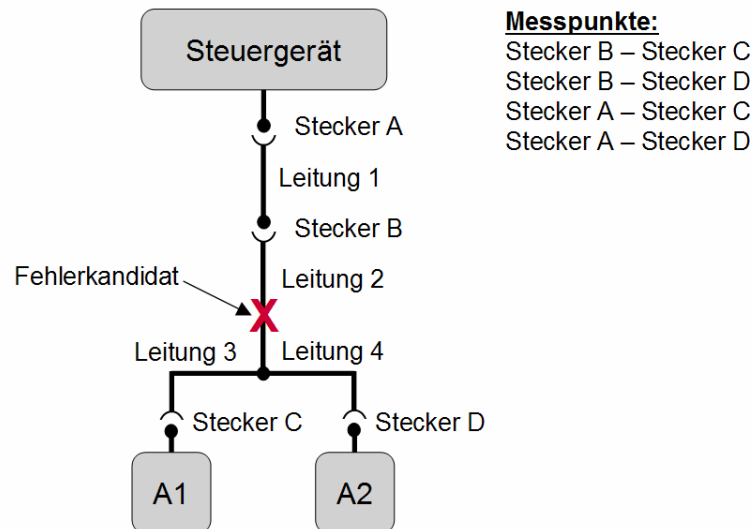 Steuergerät
Messpunkte:
Stecker B – Stecker C
Stecker B – Stecker D
Stecker A – Stecker C
Stecker A – Stecker D
Stecker A
Leitung 1
Stecker B
Fehlerkandidat
Leitung 2
Leitung 3
Leitung 4
Stecker C
Stecker D
A1
A2